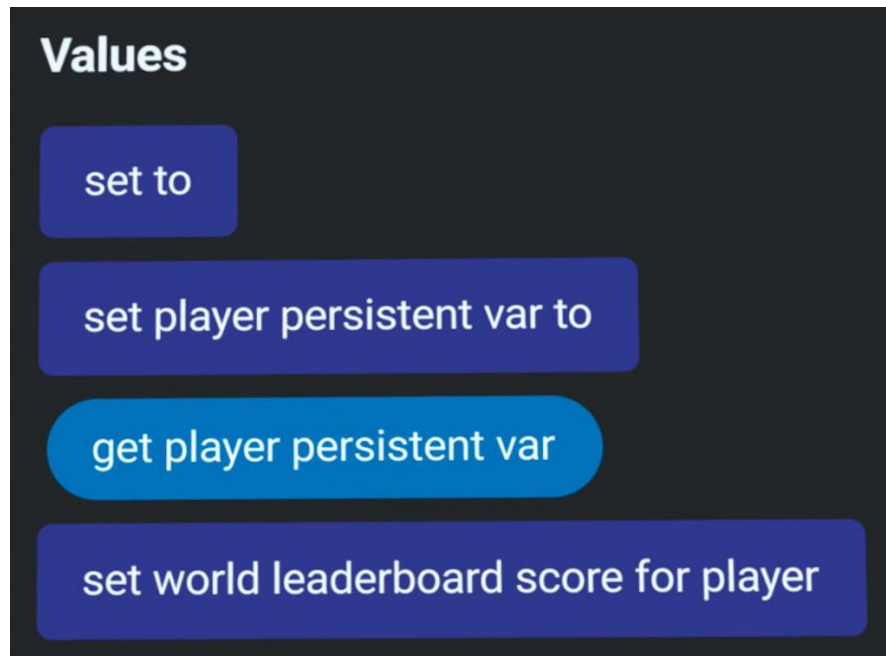 Values
set to
set player persistent var to
get player persistent var
set world leaderboard score for player